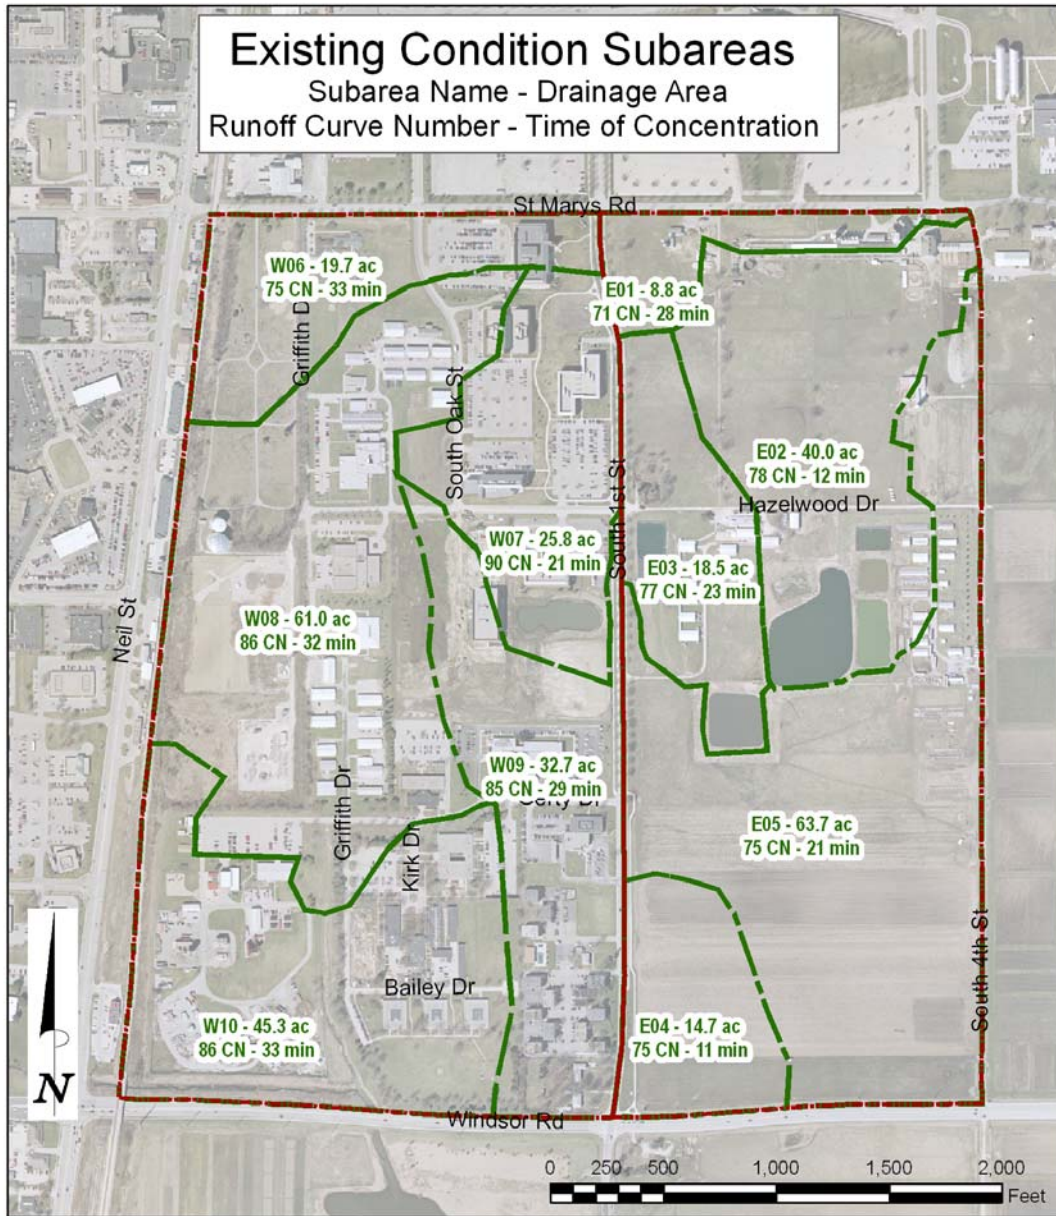 Existing Condition Subareas
Subarea Name - Drainage Area
Runoff Curve Number - Time of Concentration
St Marys Rd
W06 - 19.7 ac
75 CN - 33 min
Griffith D
E01 - 8.8 ac
71 CN - 28 min
South Oak St
South 1st St
E02 - 40.0 ac
78 CN - 12 min
Hazelwood Dr
W07 - 25.8 ac
90 CN - 21 min
E03 - 18.5 ac
77 CN - 23 min
Neil St
W08 - 61.0 ac
86 CN - 32 min
W09 - 32.7 ac
85 CN - 29 min
Griffith Dr
Kirk Dr
E05 - 63.7 ac
75 CN - 21 min
South 4th St
Bailey Dr
W10 - 45.3 ac
86 CN - 33 min
E04 - 14.7 ac
75 CN - 11 min
N
Windsor Rd
0 250 500 1,000 1,500 2,000
Feet